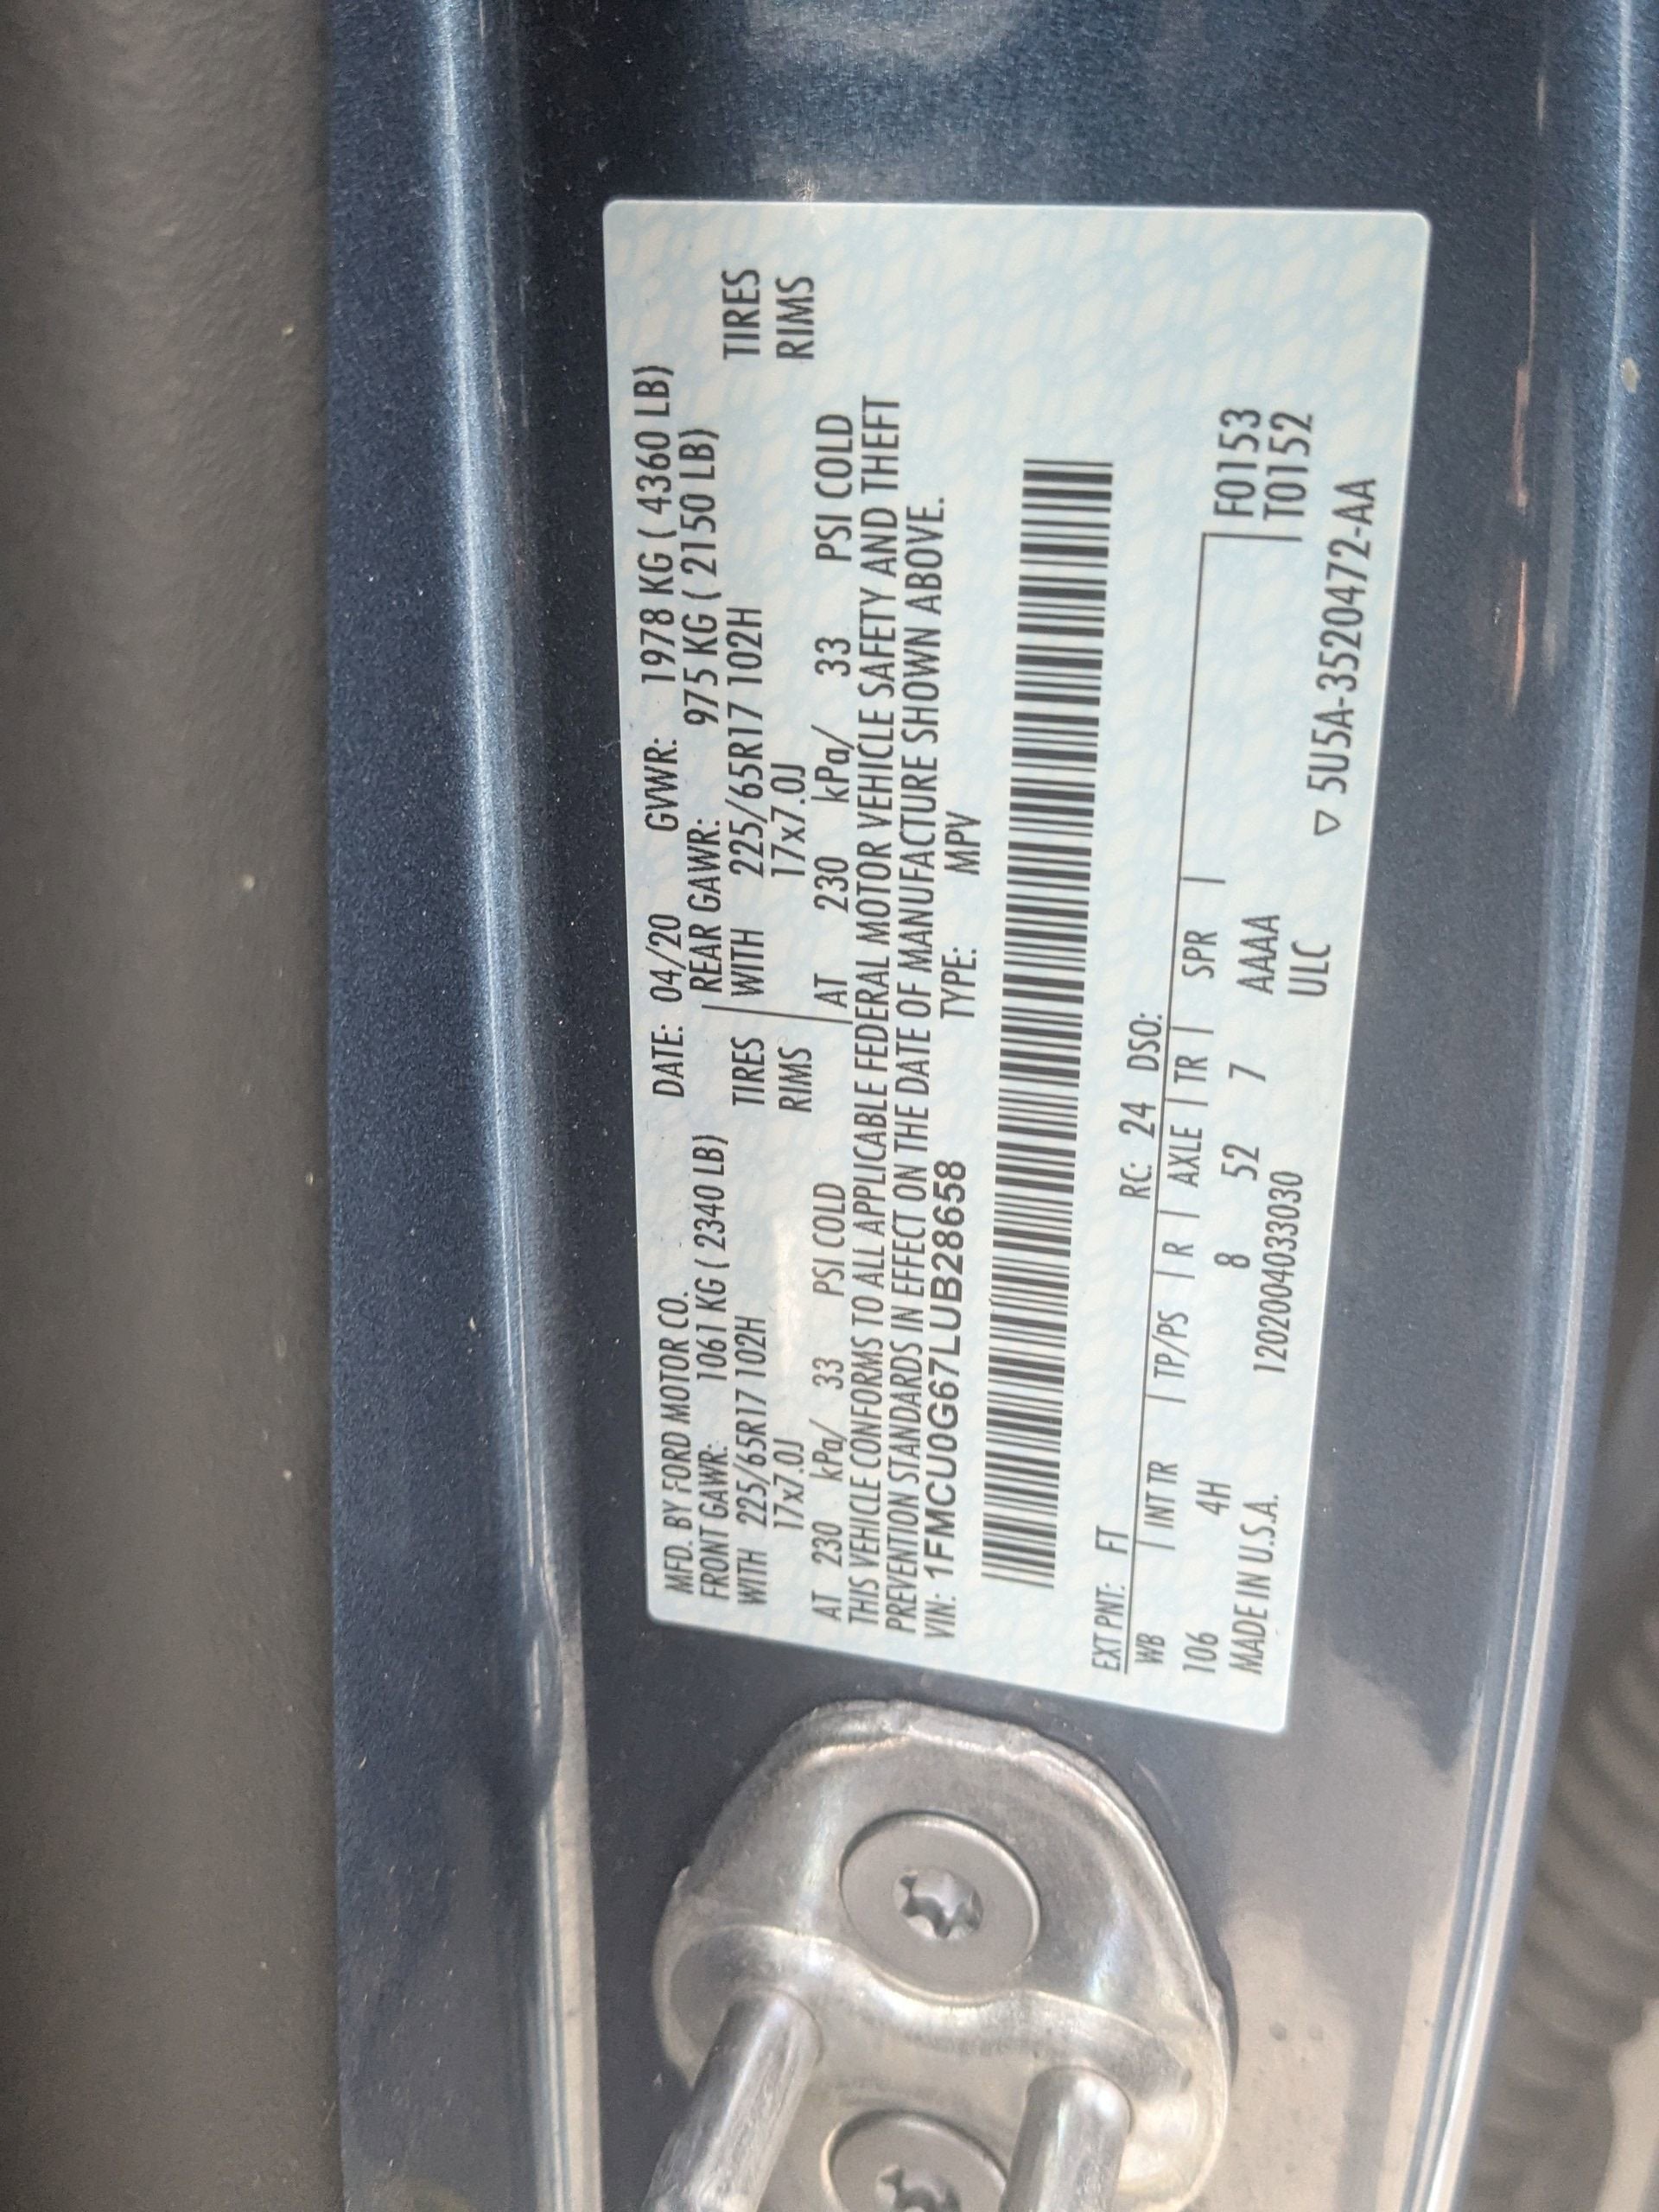 MFD. BY FORD MOTOR CO. DATE: 04/20 GVWR: 1978 KG ( 4360 LB)
FRONT GAWR: 1061 KG ( 2340 LB) REAR GAWR: 975 KG ( 2150 LB)
WITH 225/65R17 102H TIRES WITH 225/65R17 102H TIRES
17x7.0J RIMS 17x7.0J RIMS
AT 230 kPa/ 33 PSI COLD AT 230 kPa/ 33 PSI COLD
THIS VEHICLE CONFORMS TO ALL APPLICABLE FEDERAL MOTOR VEHICLE SAFETY AND THEFT
PREVENTION STANDARDS IN EFFECT ON THE DATE OF MANUFACTURE SHOWN ABOVE.
VIN: 1FMCU0G67LUB28658 TYPE: MPV
EXT PNT: FT RC: 24 DSO:
WB | INT TR | TP/PS | R | AXLE | TR | SPR | F0153
106 4H 8 52 7 AAAA T0152
MADE IN U.S.A. 1202004033030 ULC
▽ 5U5A-3520472-AA